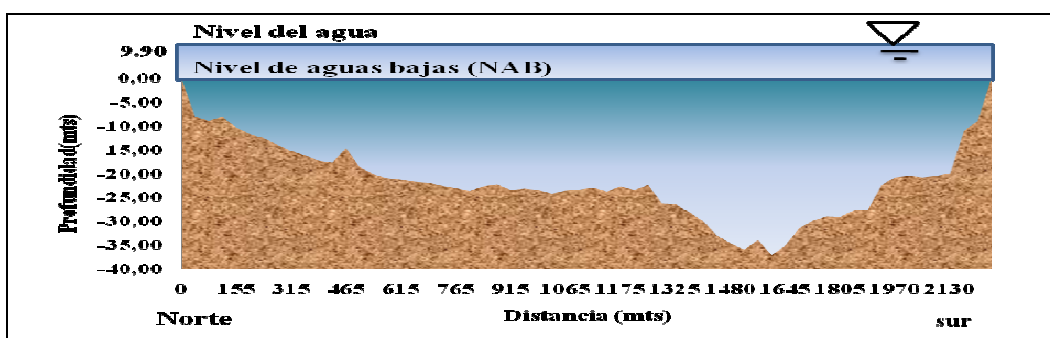 Nivel del agua
9.90
Nivel de aguas bajas (NAB)
0,00
-5,00
-10,00
15,00
-20,00
-25,00
-30,00
-35,00
-40,00
Profundidad(mts)
0 155 315 465 615 765 915 1065 1175 1325 1480 1645 1805 1970 2130
Norte
Distancia (mts)
sur